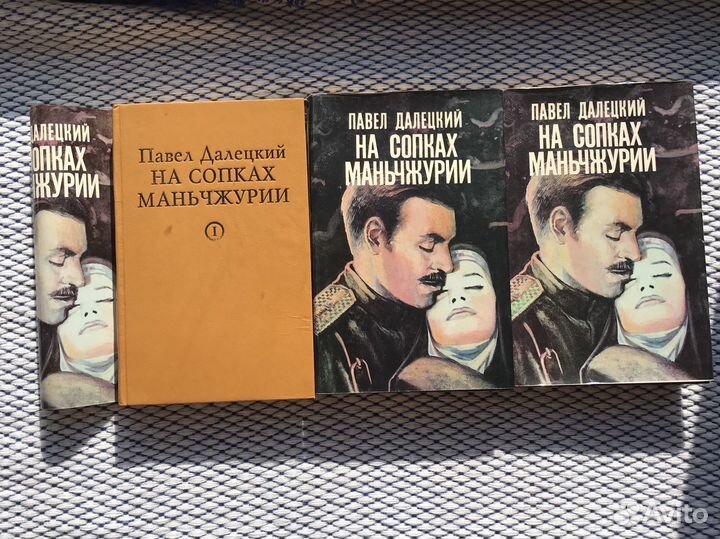 ДАЛЕЦКИЙ
СОПКАХ
ЖУРИИ
Павел Далецкий
НА СОПКАХ
МАНЬЧЖУРИИ
I
ПАВЕЛ ДАЛЕЦКИЙ
НА СОПКАХ
МАНЬЧЖУРИИ
ПАВЕЛ ДАЛЕЦКИЙ
НА СОПКАХ
МАНЬЧЖУРИИ
Avito